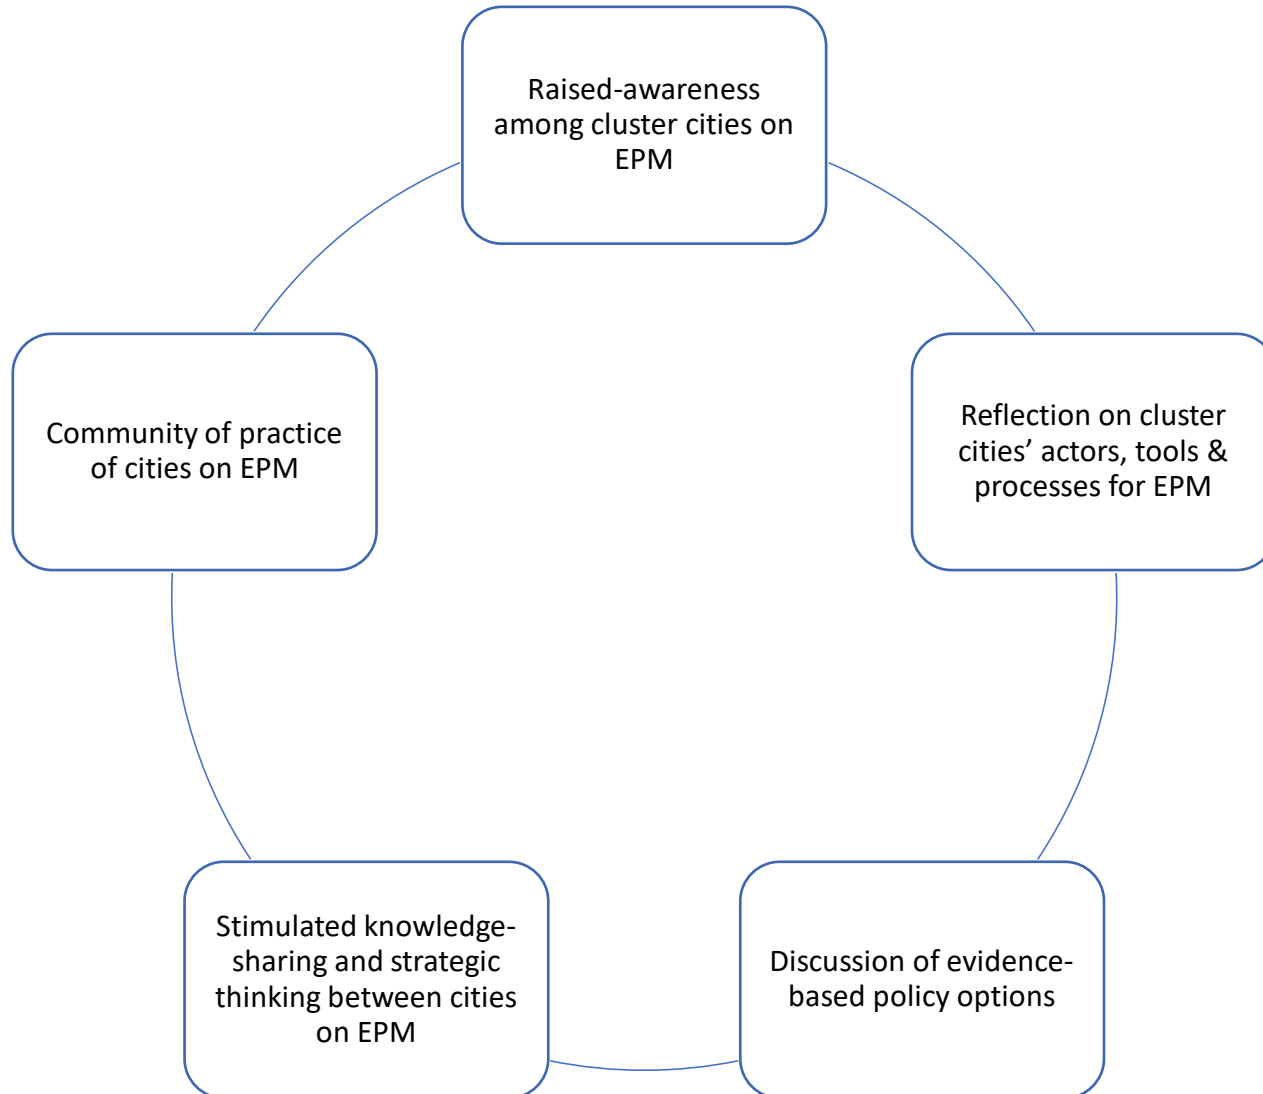 Raised-awareness
among cluster cities on
EPM
Reflection on cluster
cities’ actors, tools &
processes for EPM
Discussion of evidence-
based policy options
Stimulated knowledge-
sharing and strategic
thinking between cities
on EPM
Community of practice
of cities on EPM